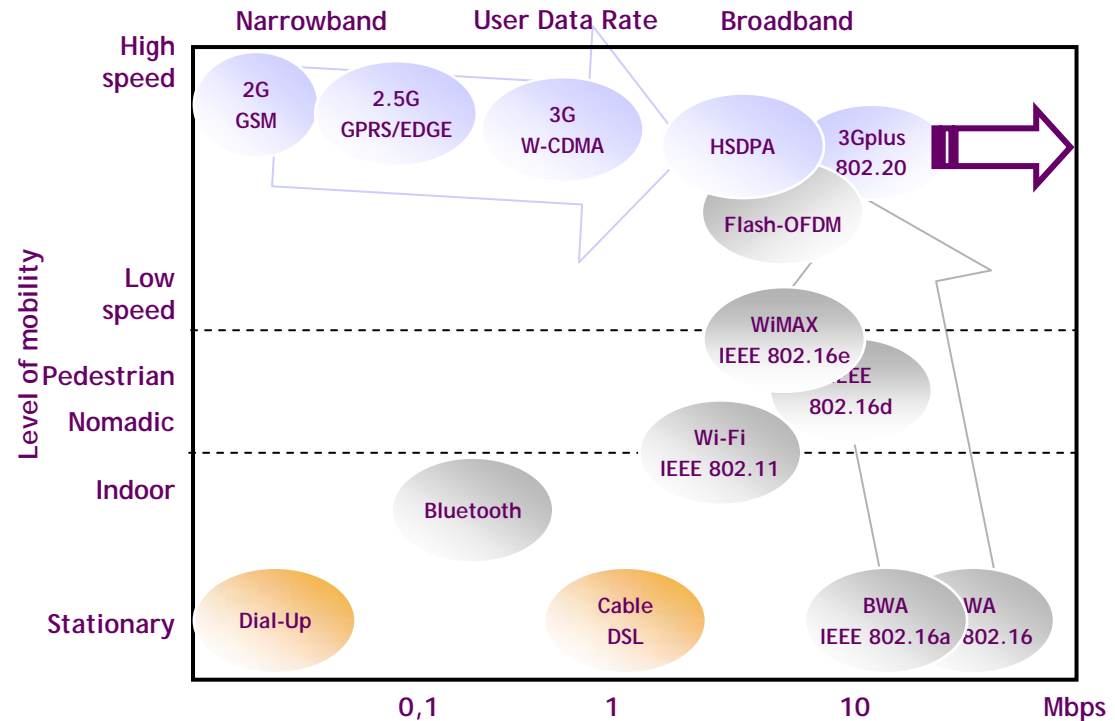 Narrowband User Data Rate Broadband
High
speed
2G
GSM
2.5G
GPRS/EDGE
3G
W-CDMA
HSDPA
3Gplus
802.20
Flash-OFDM
Level of mobility
Low
speed
WiMAX
IEEE 802.16e
Pedestrian
802.16d
Nomadic
Wi-Fi
IEEE 802.11
Indoor
Bluetooth
Stationary
Dial-Up
Cable
DSL
BWA
IEEE 802.16a
WA
802.16
0,1 1 10 Mbps